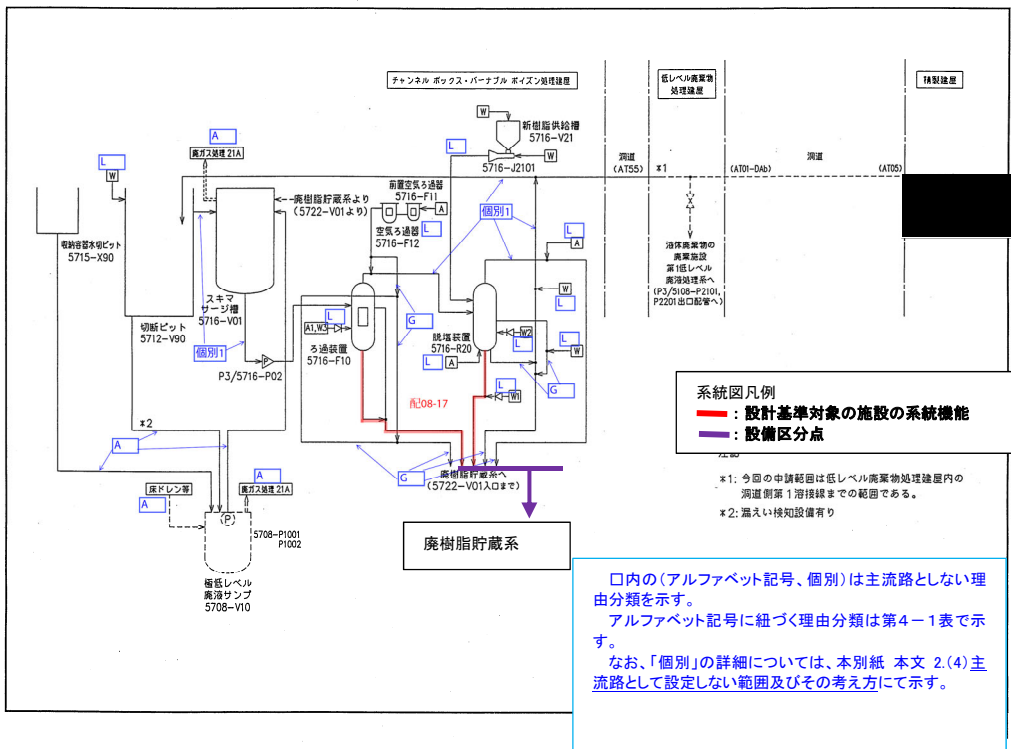 チャンネル ボックス・バーナブル ポイズン処理建屋
低レベル廃棄物
処理建屋
精製建屋
A
廃ガス処理 21A
L
W
W
新樹脂供給槽
5716-V21
L
W
5716-J2101
洞道
(AT55)
*1
(AT01-DAb)
洞道
(AT05)
前置空気ろ過器
5716-F11
A
空気ろ過器
5716-F12
L
個別1
廃樹脂貯蔵系より
(5722-V01より)
収納容器水切ピット
5715-X90
スキマ
サージ槽
5716-V01
切断ピット
5712-V90
個別1
P
P3/5716-P02
L
A1,W3
ろ過装置
5716-F10
G
脱塩装置
5716-R20
L
A
L
A
W
L
W2
L
L
W
L
W1
G
液体廃棄物の
廃棄施設
第1低レベル
廃液処理系へ
(P3/5108-P2101,
P2201出口配管へ)
配08-17
*2
A
G
廃樹脂貯蔵系へ
(5722-V01入口まで)
床ドレン等
A
A
廃ガス処理 21A
P
5708-P1001
P1002
極低レベル
廃液サンプ
5708-V10
廃樹脂貯蔵系
系統図凡例
:設計基準対象の施設の系統機能
:設備区分点
*1: 今回の申請範囲は低レベル廃棄物処理建屋内の
洞道側第1溶接線までの範囲である。
*2: 漏えい検知設備有り
□内の(アルファベット記号、個別)は主流路としない理
由分類を示す。
アルファベット記号に紐づく理由分類は第4-1表で示
す。
なお、「個別」の詳細については、本別紙 本文 2.(4)主
流路として設定しない範囲及びその考え方にて示す。